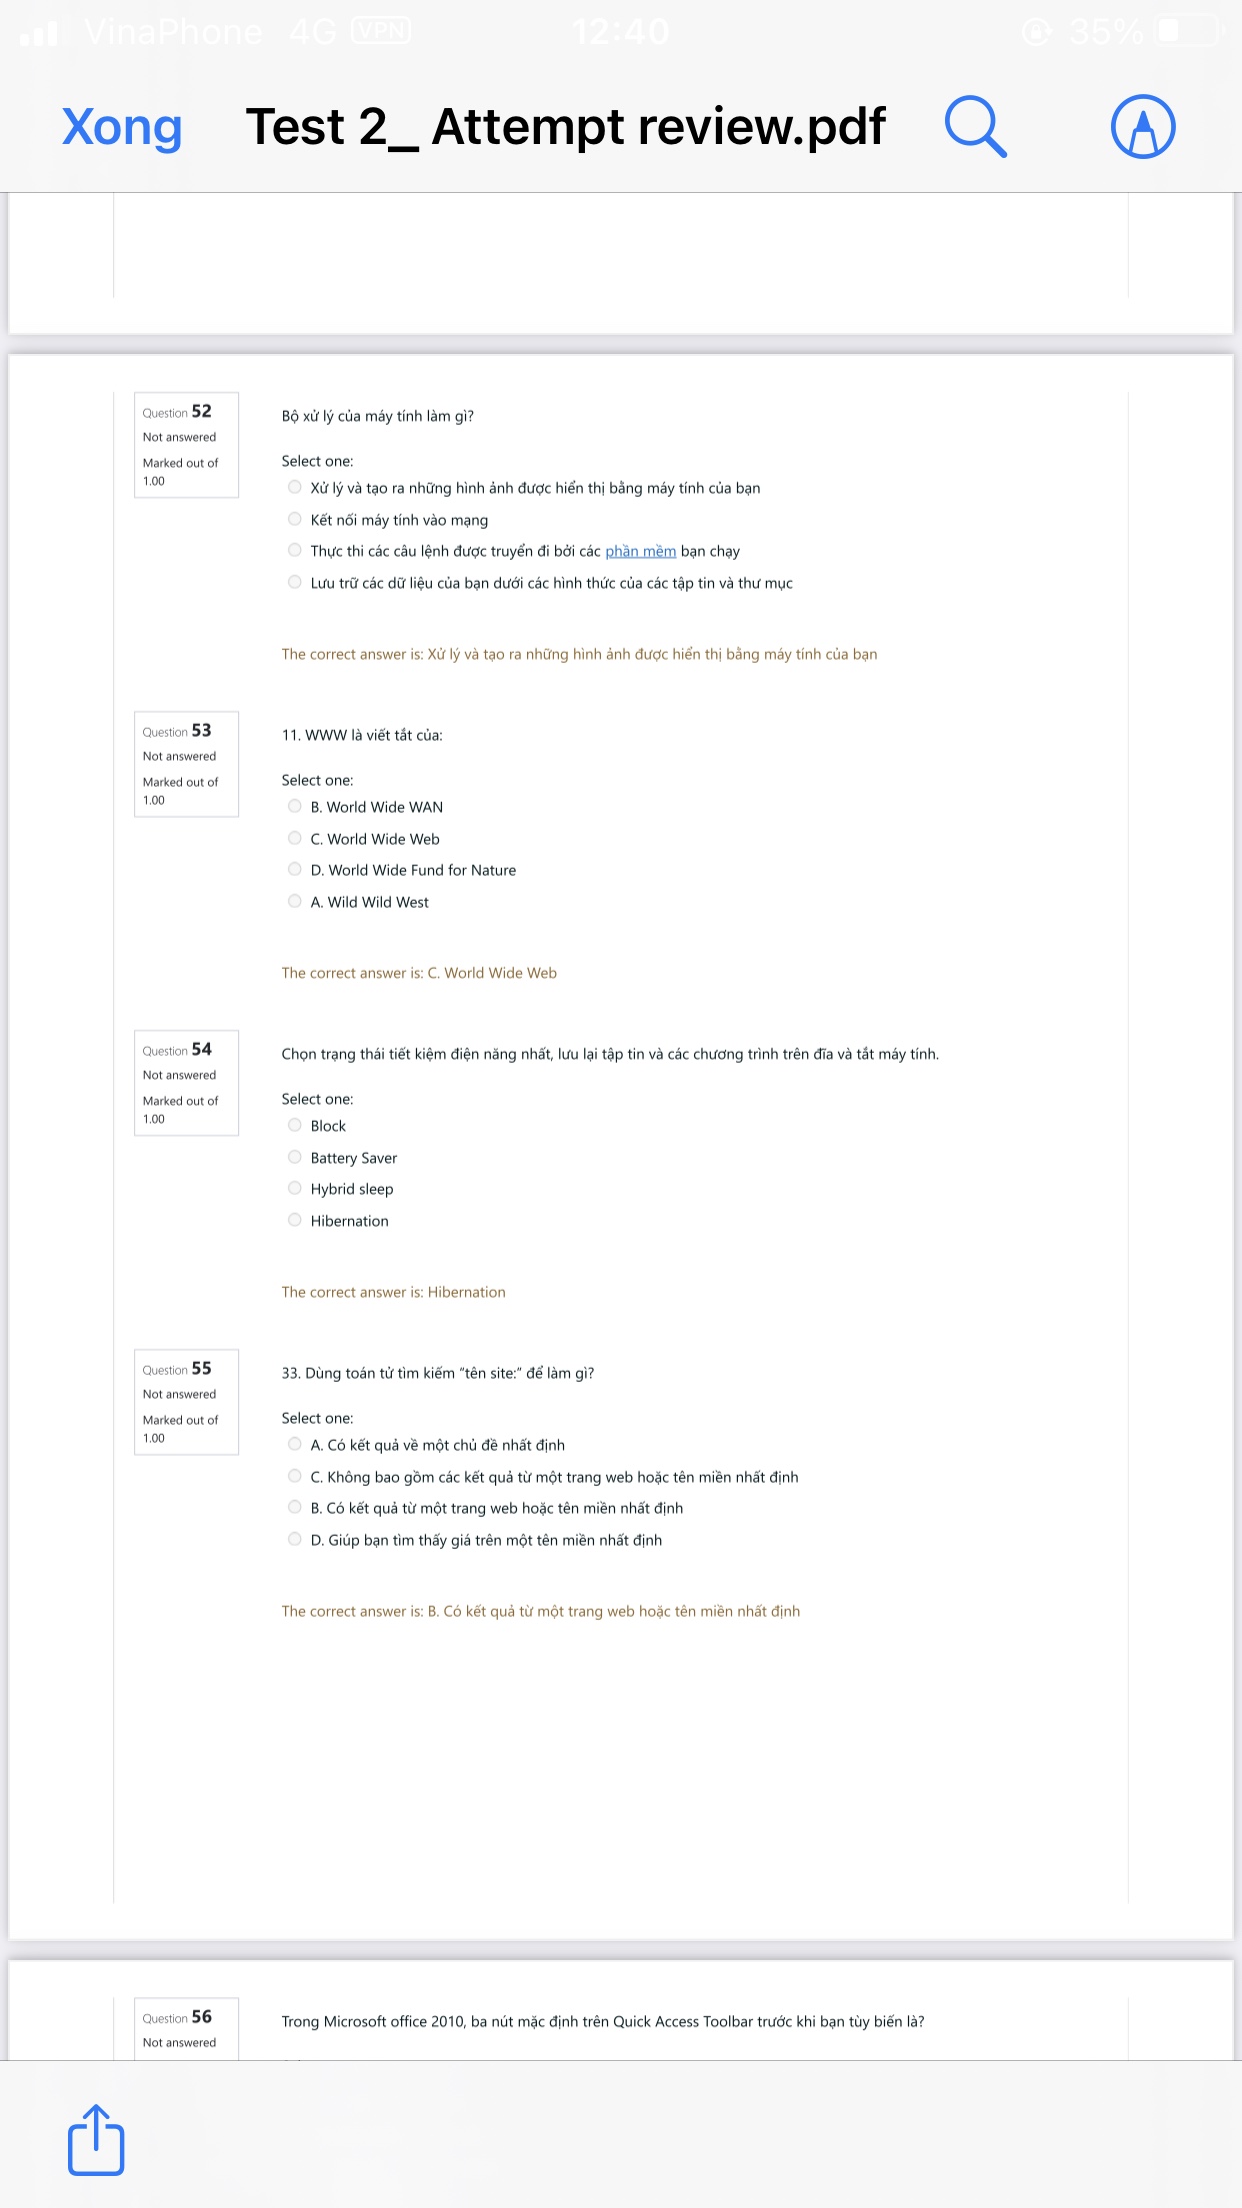 VinaPhone 4G VPN 12:40 35%
Xong Test 2_ Attempt review.pdf
Question 52
Not answered
Marked out of
1.00
Bộ xử lý của máy tính làm gì?
Select one:
Xử lý và tạo ra những hình ảnh được hiển thị bằng máy tính của bạn
Kết nối máy tính vào mạng
Thực thi các câu lệnh được truyền đi bởi các phần mềm bạn chạy
Lưu trữ các dữ liệu của bạn dưới các hình thức của các tập tin và thư mục
The correct answer is: Xử lý và tạo ra những hình ảnh được hiển thị bằng máy tính của bạn
Question 53
Not answered
Marked out of
1.00
11. WWW là viết tắt của:
Select one:
B. World Wide WAN
C. World Wide Web
D. World Wide Fund for Nature
A. Wild Wild West
The correct answer is: C. World Wide Web
Question 54
Not answered
Marked out of
1.00
Chọn trạng thái tiết kiệm điện năng nhất, lưu lại tập tin và các chương trình trên đĩa và tắt máy tính.
Select one:
Block
Battery Saver
Hybrid sleep
Hibernation
The correct answer is: Hibernation
Question 55
Not answered
Marked out of
1.00
33. Dùng toán tử tìm kiếm “tên site:” để làm gì?
Select one:
A. Có kết quả về một chủ đề nhất định
C. Không bao gồm các kết quả từ một trang web hoặc tên miền nhất định
B. Có kết quả từ một trang web hoặc tên miền nhất định
D. Giúp bạn tìm thấy giá trên một tên miền nhất định
The correct answer is: B. Có kết quả từ một trang web hoặc tên miền nhất định
Question 56
Not answered
Trong Microsoft office 2010, ba nút mặc định trên Quick Access Toolbar trước khi bạn tùy biến là?